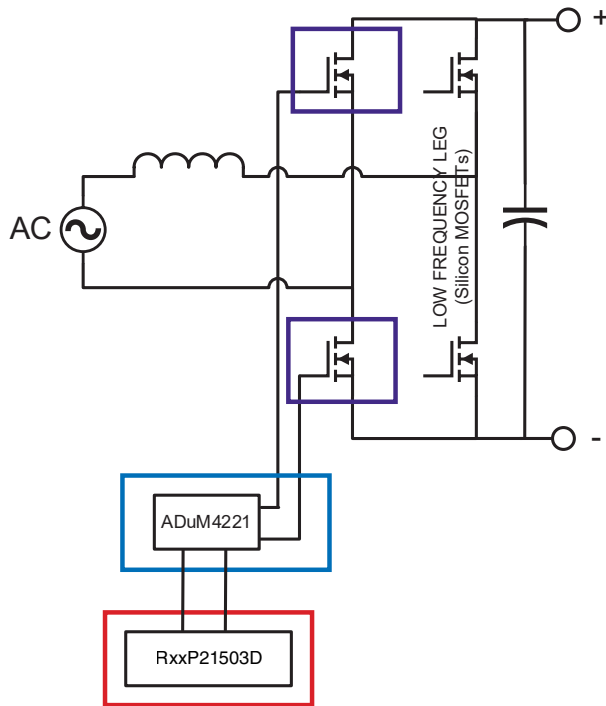 +
AC
LOW FREQUENCY LEG
(Silicon MOSFETs)
-
ADuM4221
RxxP21503D